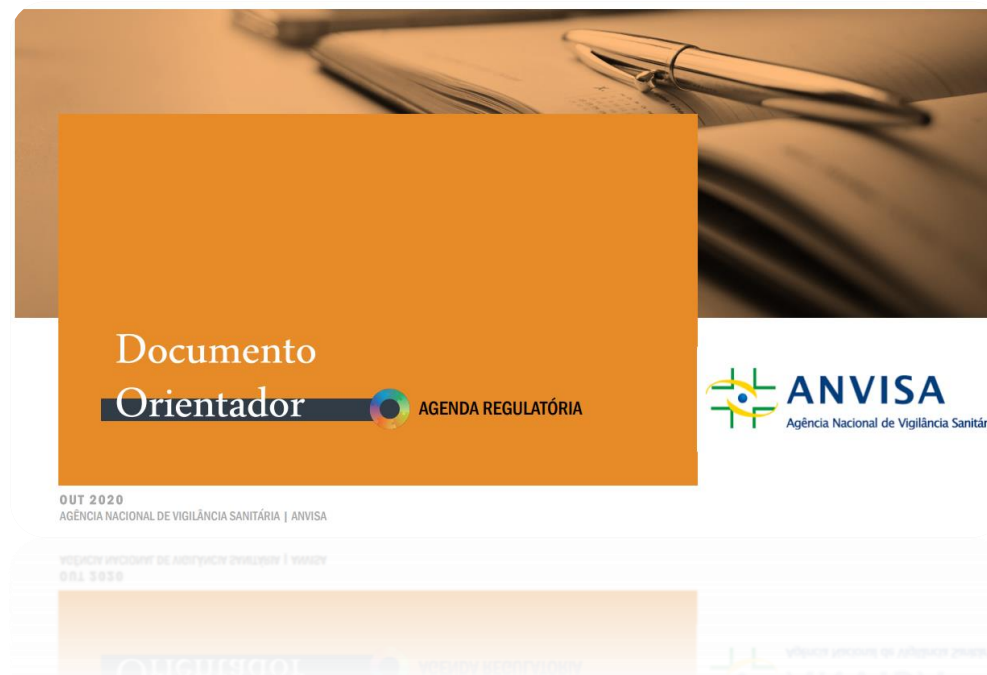 Documento
Orientador
AGENDA REGULATÓRIA
ANVISA
Agência Nacional de Vigilância Sanitár
OUT 2020
AGÊNCIA NACIONAL DE VIGILÂNCIA SANITÁRIA | ANVISA